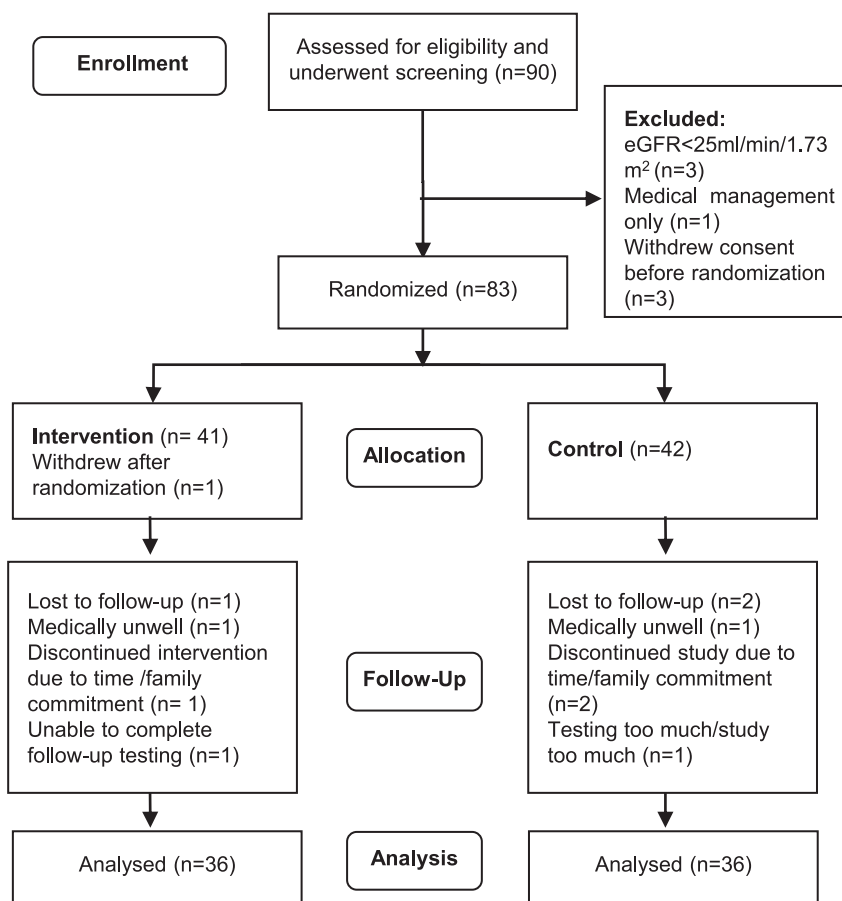 Enrollment
Assessed for eligibility and
underwent screening (n=90)
Excluded:
eGFR<25ml/min/1.73
m² (n=3)
Medical management
only (n=1)
Withdrew consent
before randomization
(n=3)
Randomized (n=83)
Intervention (n= 41)
Withdrew after
randomization (n=1)
Allocation
Control (n=42)
Lost to follow-up (n=1)
Medically unwell (n=1)
Discontinued intervention
due to time /family
commitment (n= 1)
Unable to complete
follow-up testing (n=1)
Follow-Up
Lost to follow-up (n=2)
Medically unwell (n=1)
Discontinued study due to
time/family commitment
(n=2)
Testing too much/study
too much (n=1)
Analysed (n=36)
Analysis
Analysed (n=36)